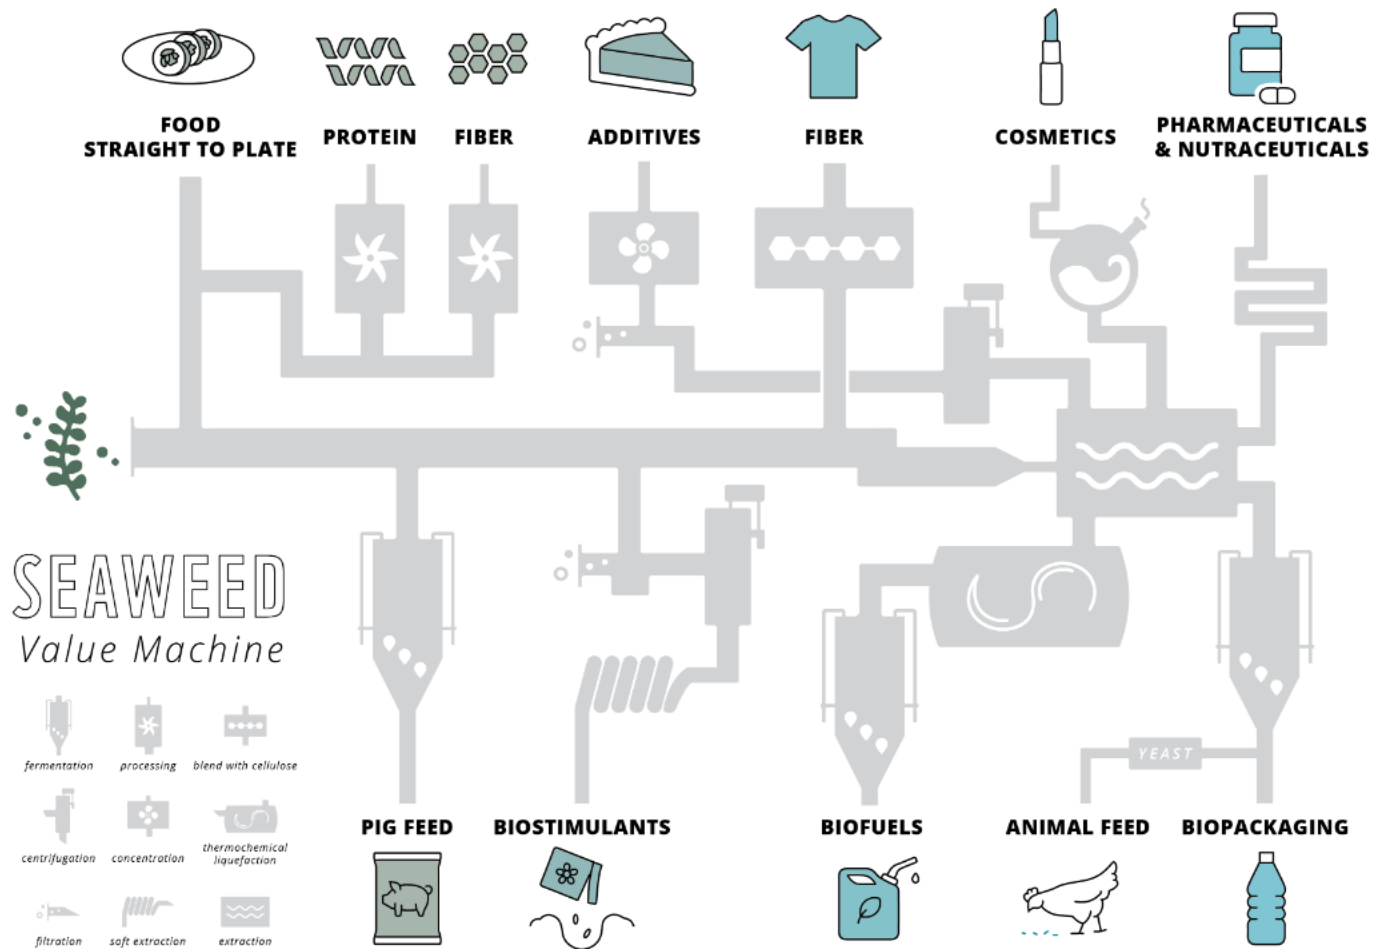 FOOD
STRAIGHT TO PLATE
PROTEIN
FIBER
ADDITIVES
FIBER
COSMETICS
PHARMACEUTICALS
& NUTRACEUTICALS
SEAWEED
Value Machine
fermentation
processing
blend with cellulose
centrifugation
concentration
thermochemical
liquefaction
filtration
soft extraction
extraction
YEAST
PIG FEED
BIOSTIMULANTS
BIOFUELS
ANIMAL FEED
BIOPACKAGING